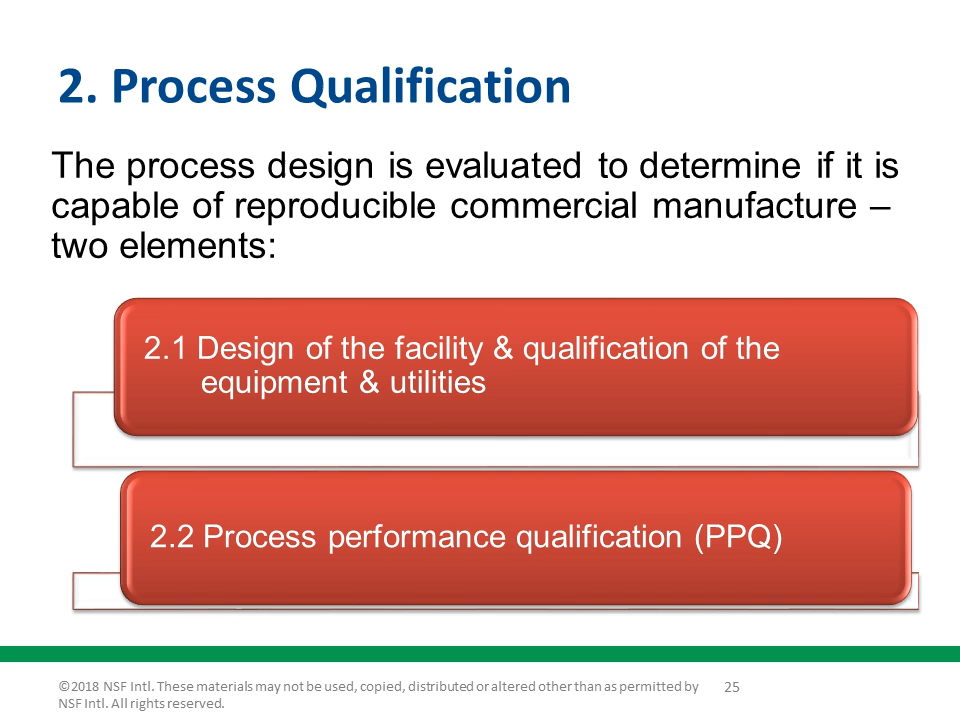 2. Process Qualification
The process design is evaluated to determine if it is
capable of reproducible commercial manufacture –
two elements:
2.1 Design of the facility & qualification of the
equipment & utilities
2.2 Process performance qualification (PPQ)
©2018 NSF Intl. These materials may not be used, copied, distributed or altered other than as permitted by
NSF Intl. All rights reserved.
25